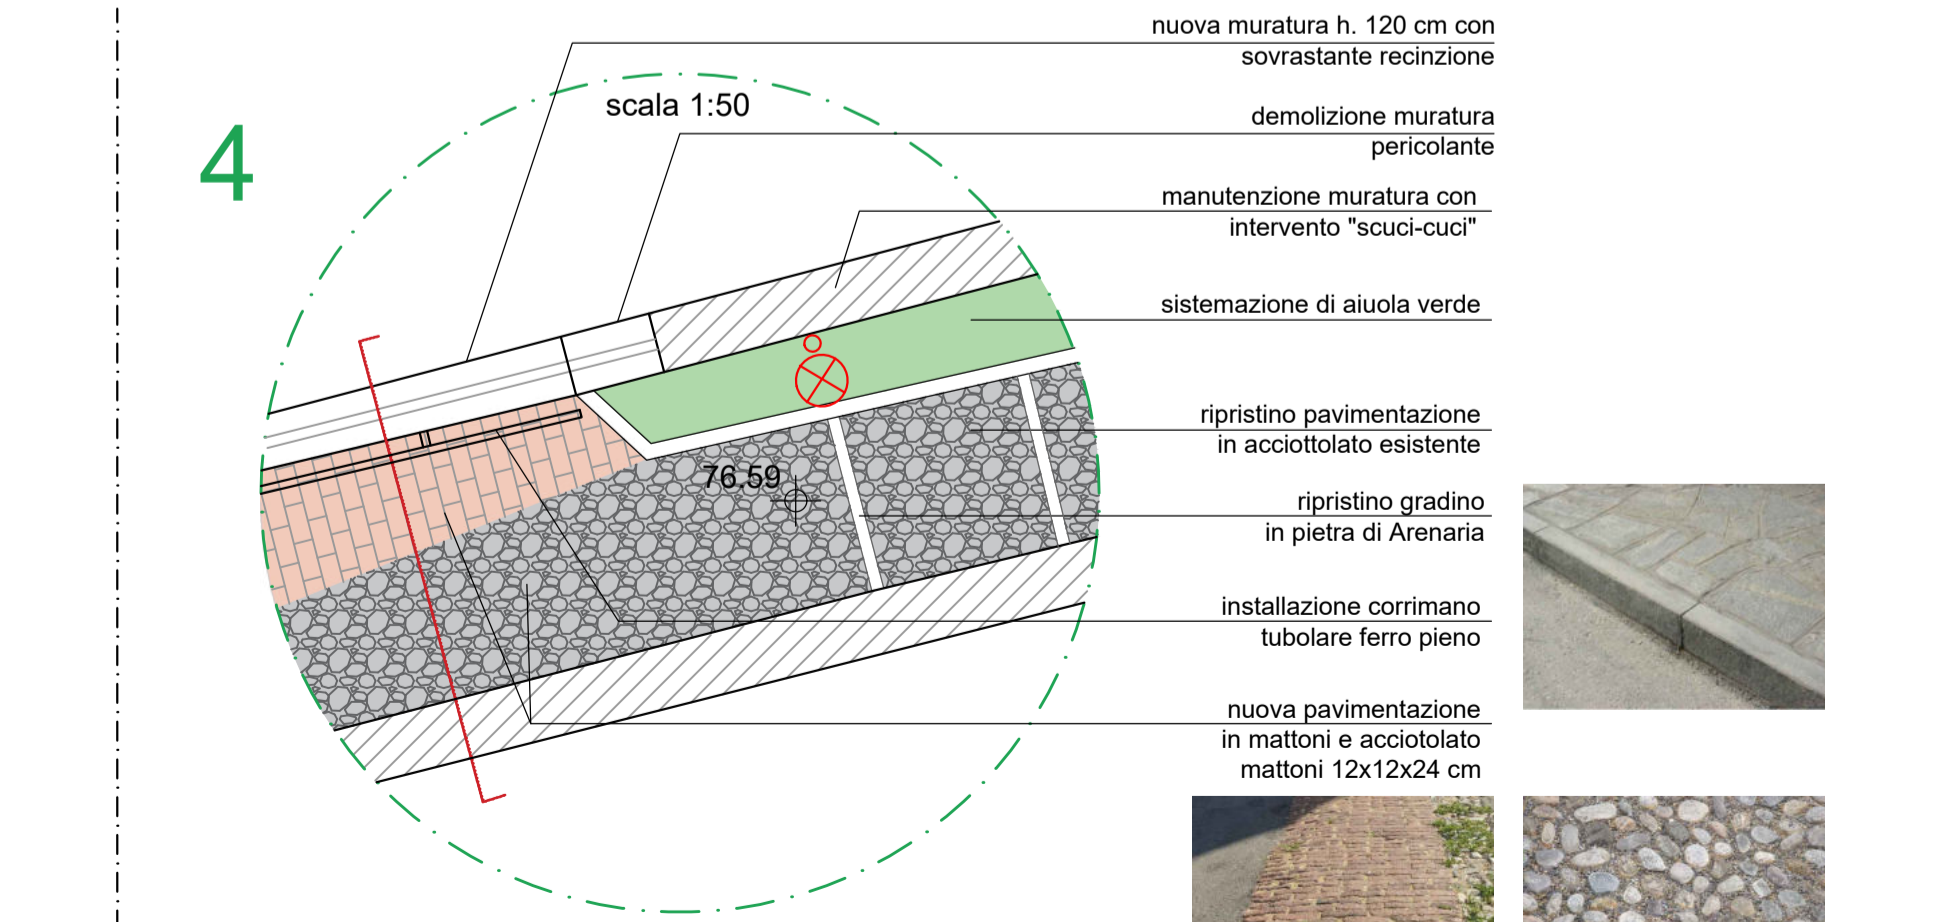 nuova muratura h. 120 cm con
sovrastante recinzione
scala 1:50
demolizione muratura
pericolante
4
manutenzione muratura con
intervento "scuci-cuci"
sistemazione di aiuola verde
ripristino pavimentazione
in acciottolato esistente
76.59
ripristino gradino
in pietra di Arenaria
installazione corrimano
tubolare ferro pieno
nuova pavimentazione
in mattoni e acciotolato
mattoni 12x12x24 cm